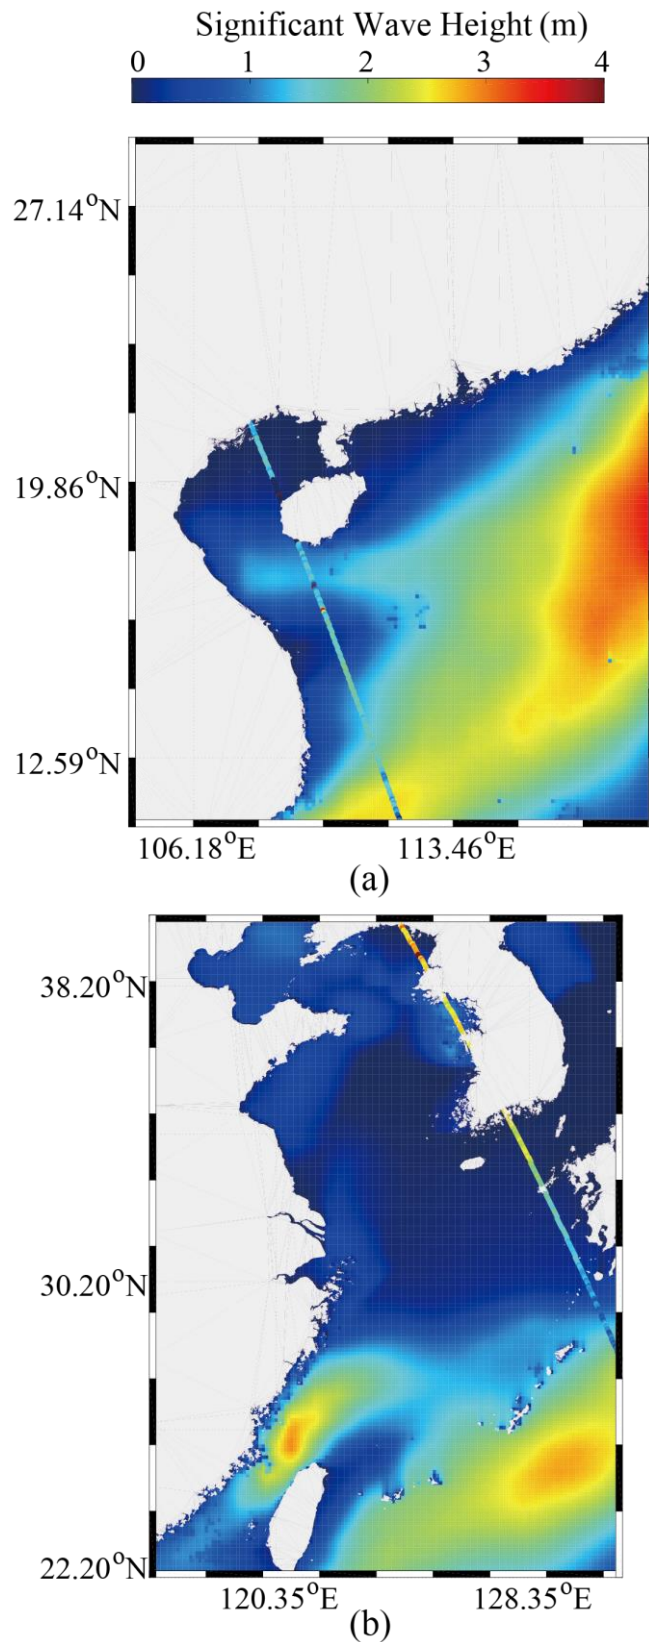 Significant Wave Height (m)
0 1 2 3 4
27.14°N
19.86°N
12.59°N
106.18°E 113.46°E
(a)
38.20°N
30.20°N
22.20°N
120.35°E 128.35°E
(b)